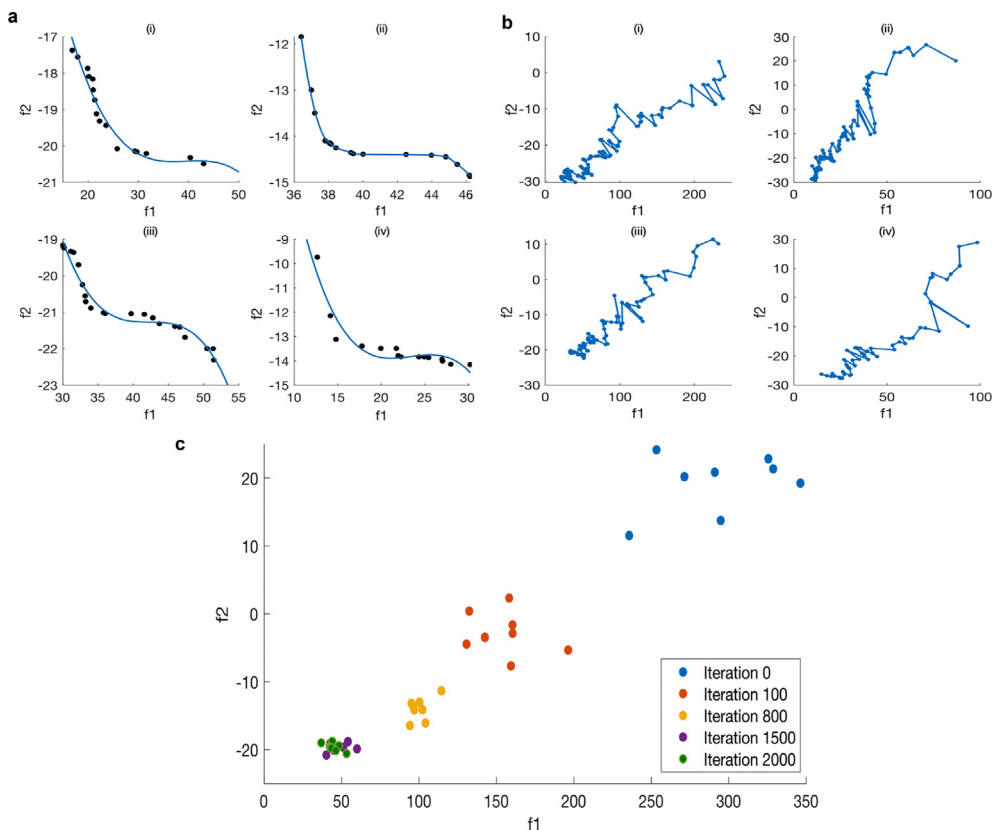 a
(i)
-17
-18
-19
-20
-21
f2
20 30 40 50
f1
(ii)
-12
-13
-14
-15
f2
36 38 40 42 44 46
f1
(iii)
-19
-20
-21
-22
-23
f2
30 35 40 45 50 55
f1
(iv)
-9
-10
-11
-12
-13
-14
-15
f2
10 15 20 25 30
f1
b
(i)
10
0
-10
-20
-30
f2
0 100 200
f1
(ii)
30
20
10
0
-10
-20
-30
f2
0 50 100
f1
(iii)
10
0
-10
-20
-30
f2
0 50 100 150 200
f1
(iv)
30
20
10
0
-10
-20
-30
f2
0 50 100
f1
c
20
10
0
-10
-20
f2
0 50 100 150 200 250 300 350
f1
Iteration 0
Iteration 100
Iteration 800
Iteration 1500
Iteration 2000